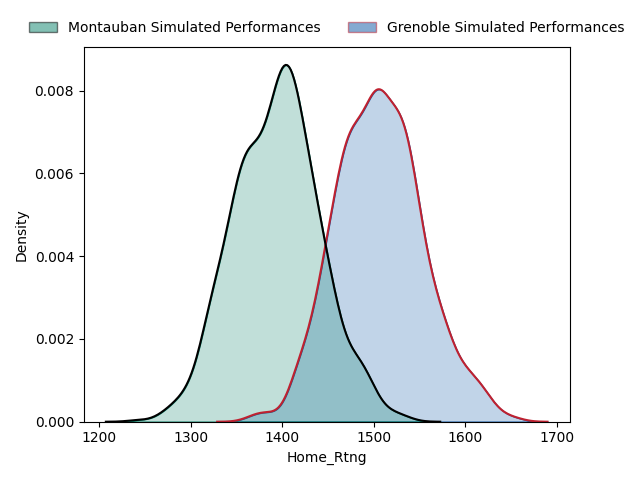 Montauban Simulated Performances Grenoble Simulated Performances
0.008
0.006
0.004
0.002
0.000
Density
1200 1300 1400 1500 1600 1700
Home_Rtng